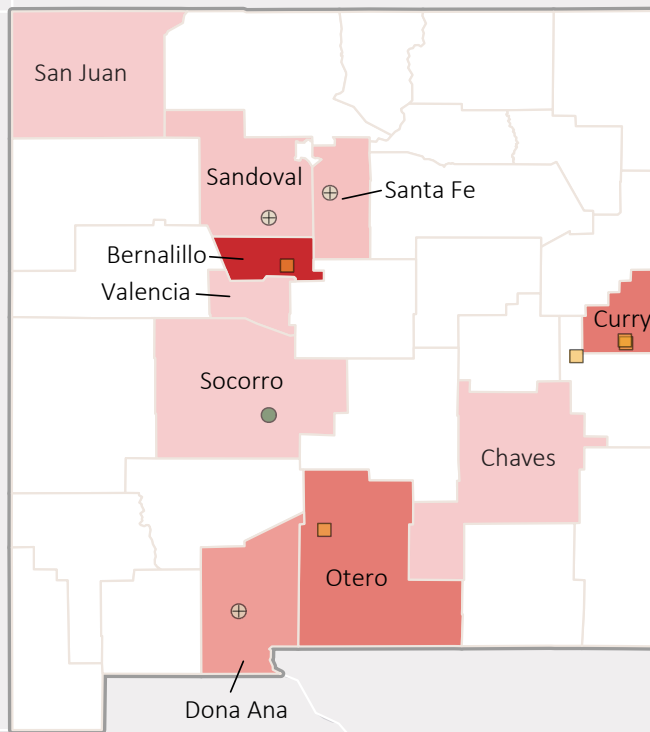 San Juan
Sandoval
Santa Fe
Bernalillo
Valencia
Curry
Socorro
Chaves
Otero
Dona Ana